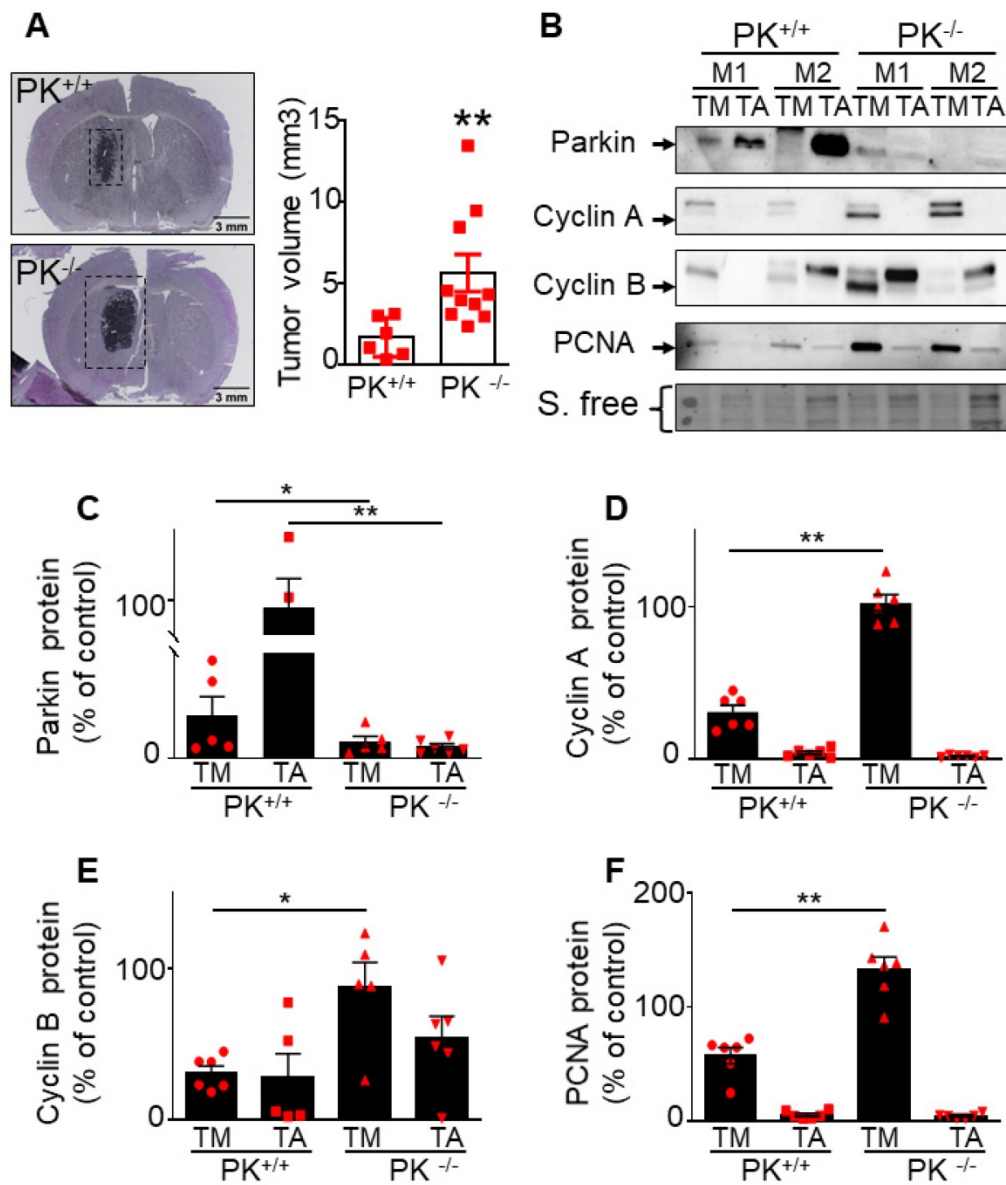 A
PK+/+
3 mm
PK-/-
3 mm
Tumor volume (mm3)
15
10
5
0
**
PK+/+ PK -/-
B
PK+/+ PK-/-
M1 M2 M1 M2
TM TA TM TA TM TA TM TA
Parkin
Cyclin A
Cyclin B
PCNA
S. free
C
Parkin protein
(% of control)
100
0
*
**
TM TA TM TA
PK+/+ PK -/-
D
Cyclin A protein
(% of control)
100
0
**
TM TA TM TA
PK+/+ PK -/-
E
Cyclin B protein
(% of control)
100
0
*
TM TA TM TA
PK+/+ PK -/-
F
PCNA protein
(% of control)
200
100
0
**
TM TA TM TA
PK+/+ PK -/-